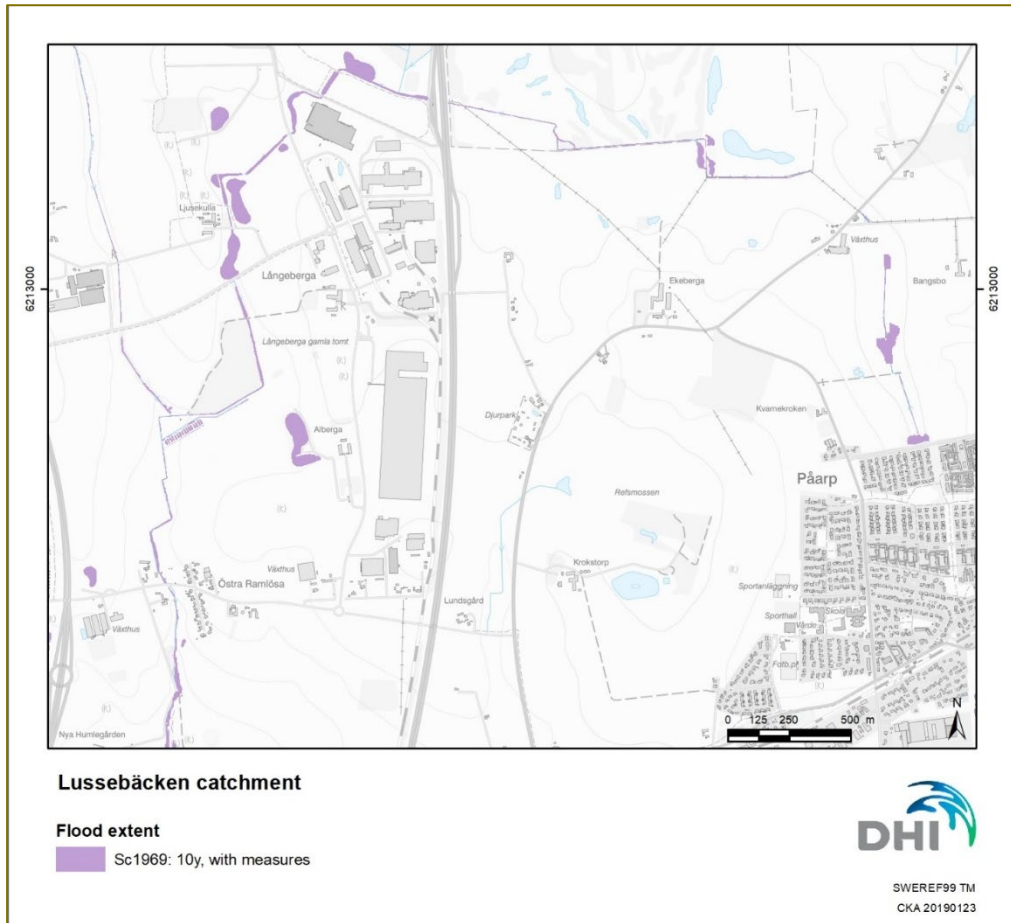 Ljusekulla
Långeberga
Långeberga gamla tomt
Växthus
Bangsbo
6213000
6213000
Ekeberga
Djurpark
Alberga
Kvarnekroken
Påarp
Refsmossen
Växthus
Östra Ramlösa
Krokstorp
Sportanläggning
Lundsgård
Sporthall
Skola
Vårdc
Växthus
Fotb.pl
Nya Humlegården
0 125 250 500 m
N
Lussebäcken catchment
Flood extent
Sc1969: 10y, with measures
DHI
SWEREF99 TM
CKA 20190123